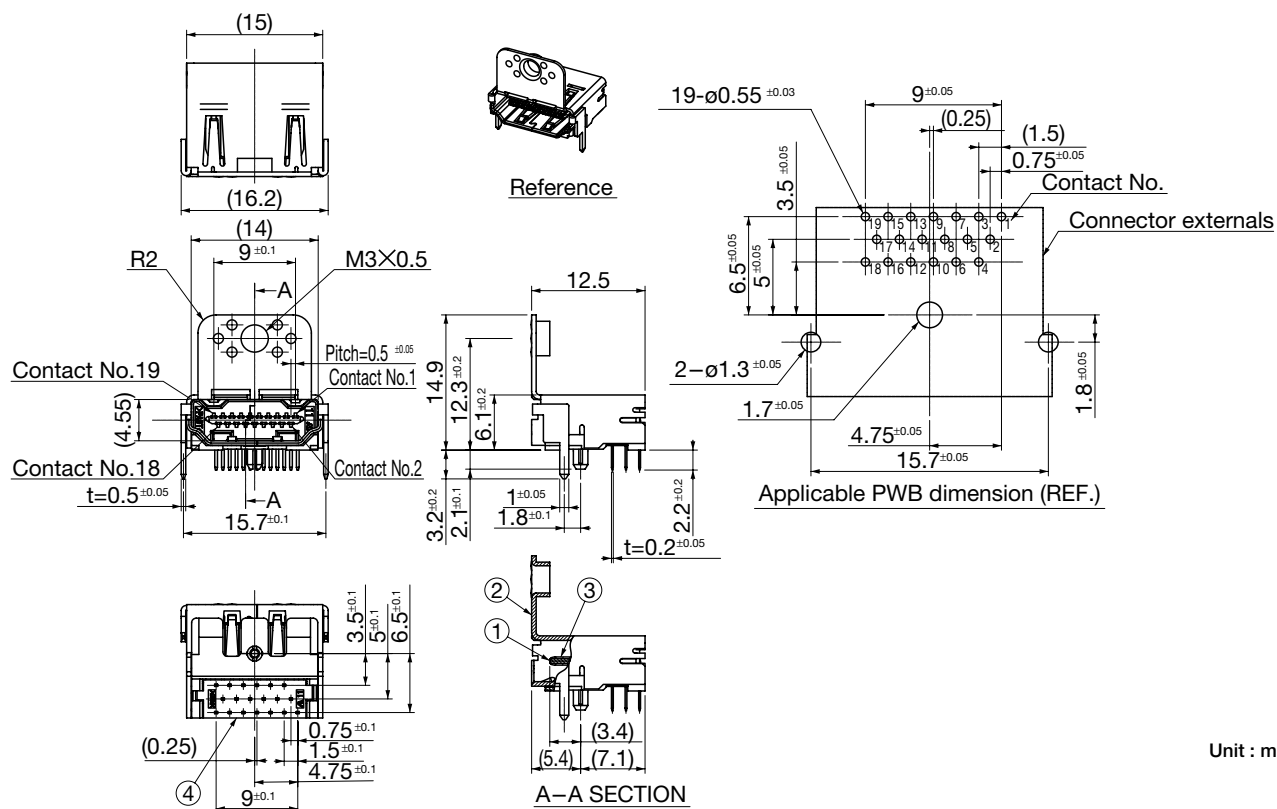 (15)
(16.2)
(14)
9±0.1
R2
M3×0.5
A
Pitch=0.5 ±0.05
Contact No.19
Contact No.1
(4.55)
Contact No.18
Contact No.2
t=0.5±0.05
A
15.7±0.1
Reference
12.5
14.9
12.3±0.2
6.1±0.2
3.2±0.2
2.1±0.1
1±0.05
1.8±0.1
2.2±0.2
t=0.2±0.05
19-ø0.55 ±0.03
9±0.05
(0.25)
(1.5)
0.75±0.05
Contact No.
Connector externals
3.5 ±0.05
6.5±0.05
5±0.05
19 15 13 9 7 3 1
17 14 11 8 5 2
18 16 12 10 6 4
2-ø1.3±0.05
1.7±0.05
1.8±0.05
4.75±0.05
15.7±0.05
Applicable PWB dimension (REF.)
3.5±0.1
5±0.1
6.5±0.1
(0.25)
0.75±0.1
1.5±0.1
4.75±0.1
④
9±0.1
②
③
①
(3.4)
(5.4)
(7.1)
A-A SECTION
Unit : m